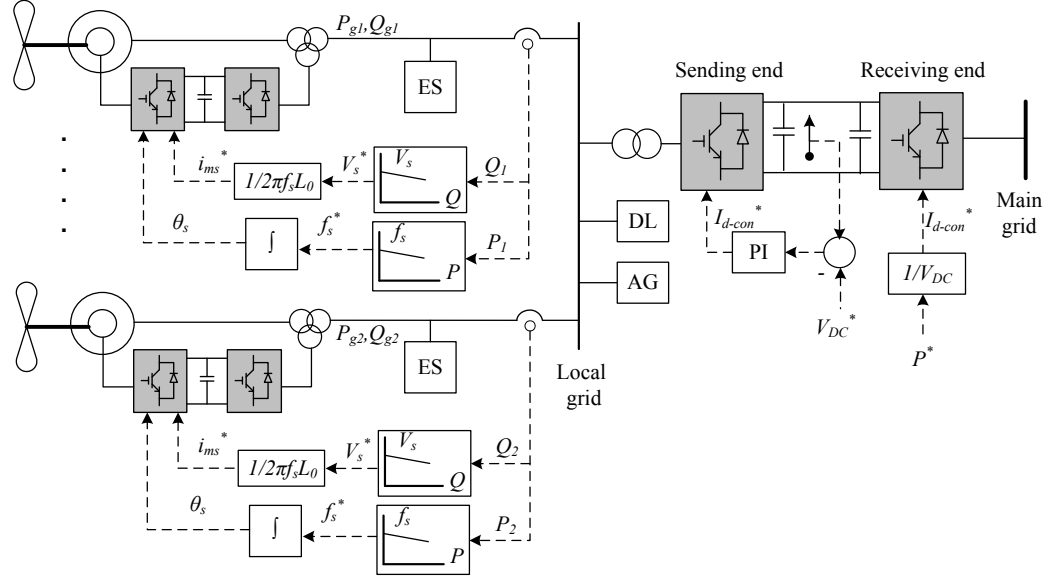 P_g1,Q_g1
ES
i_ms*
1/2πf_sL_0
V_s*
V_s
Q
Q_1
θ_s
∫
f_s*
f_s
P
P_1
P_g2,Q_g2
ES
i_ms*
1/2πf_sL_0
V_s*
V_s
Q
Q_2
θ_s
∫
f_s*
f_s
P
P_2
Local
grid
DL
AG
Sending end
Receiving end
I_d-con*
PI
-
V_DC*
I_d-con*
1/V_DC
P*
Main
grid